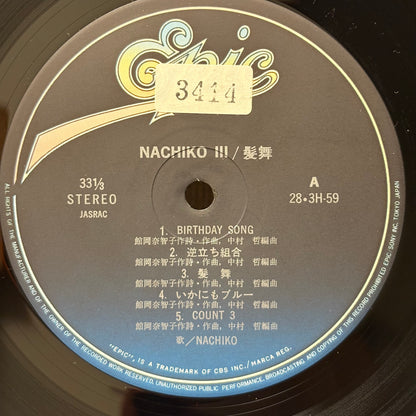 Epic
3414
NACHIKO III / 髪舞
33⅓
STEREO
JASRAC
A
28・3H-59
1. BIRTHDAY SONG
館岡奈智子作詩・作曲, 中村 哲編曲
2. 逆立ち組合
館岡奈智子作詩・作曲, 中村 哲編曲
3. 髪 舞
館岡奈智子作詩・作曲, 中村 哲編曲
4. いかにもブルー
館岡奈智子作詩・作曲, 中村 哲編曲
5. COUNT 3
館岡奈智子作詩・作曲, 中村 哲編曲
歌／NACHIKO
"EPIC", IS A TRADEMARK OF CBS INC./MARCA REG.
ALL RIGHTS OF THE MANUFACTURER AND OF THE OWNER OF THE RECORDED WORK RESERVED. UNAUTHORIZED PUBLIC PERFORMANCE, BROADCASTING AND COPYING OF THIS RECORD PROHIBITED EPIC/SONY INC. TOKYO JAPAN